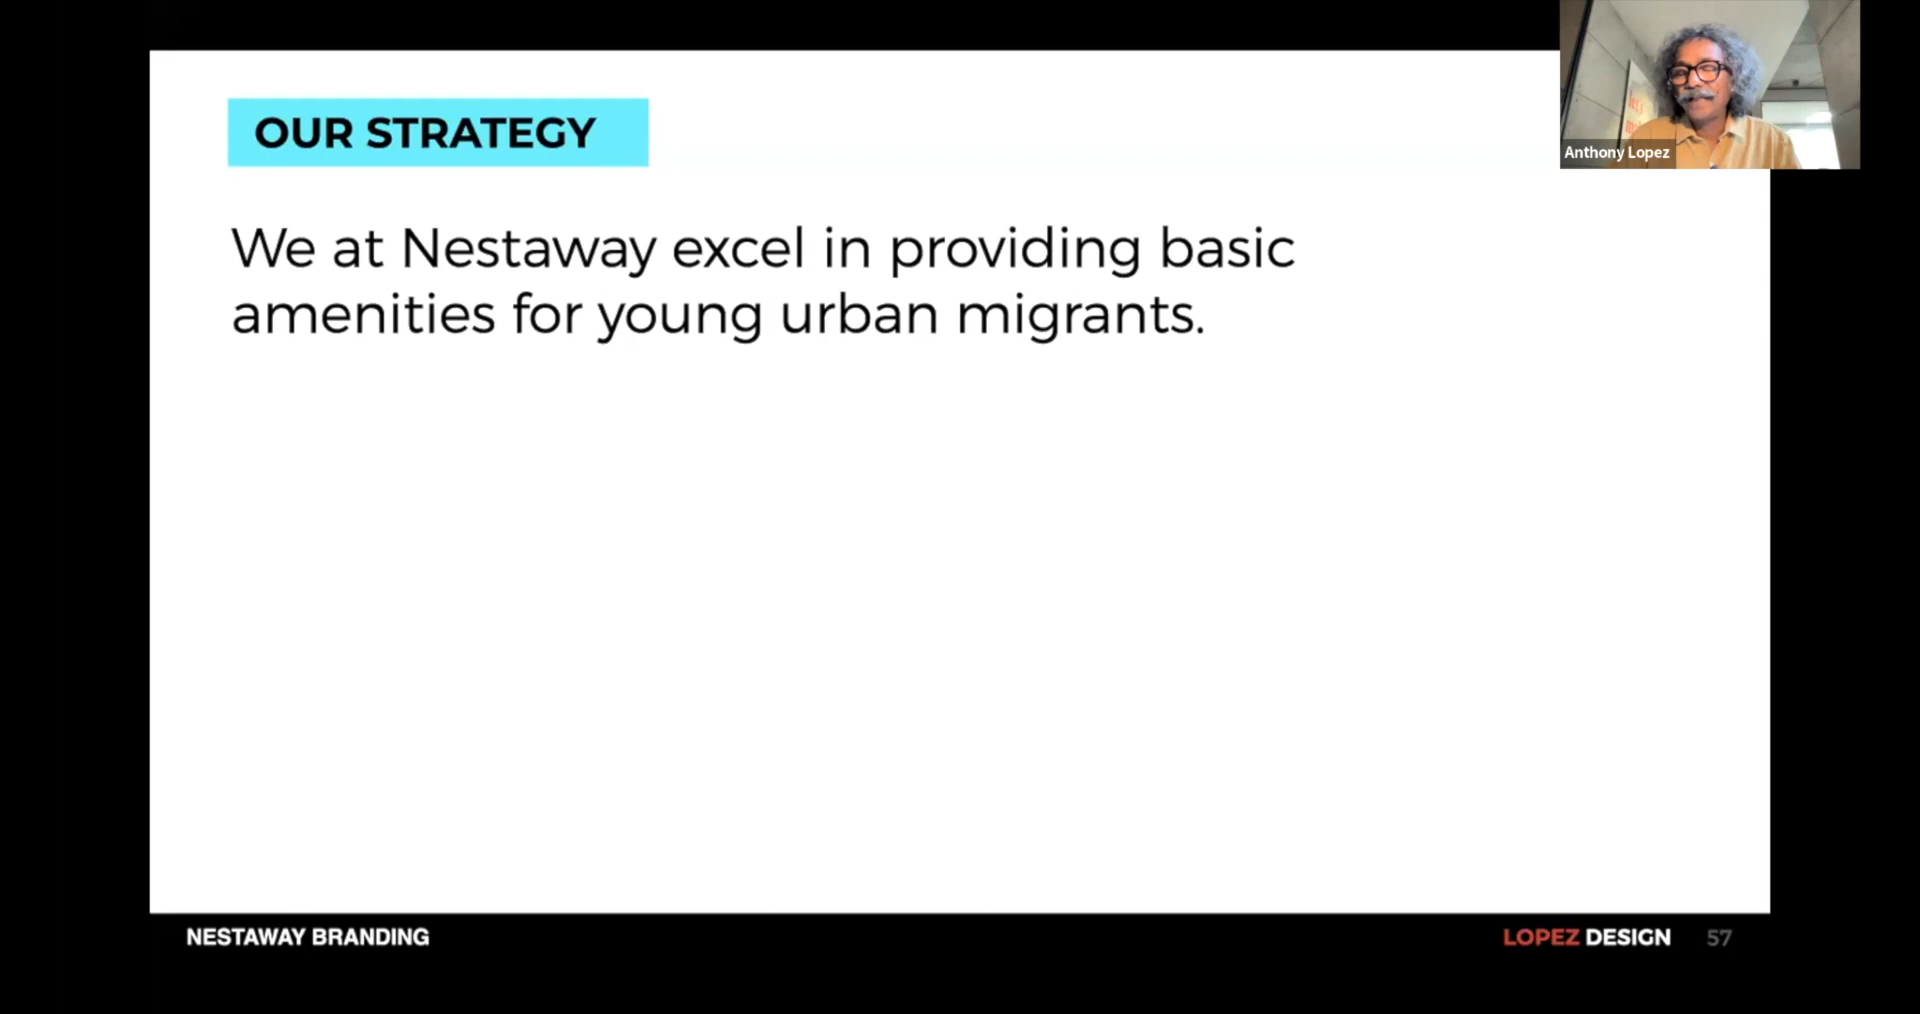 OUR STRATEGY
Anthony Lopez
We at Nestaway excel in providing basic
amenities for young urban migrants.
NESTAWAY BRANDING
LOPEZ DESIGN 57